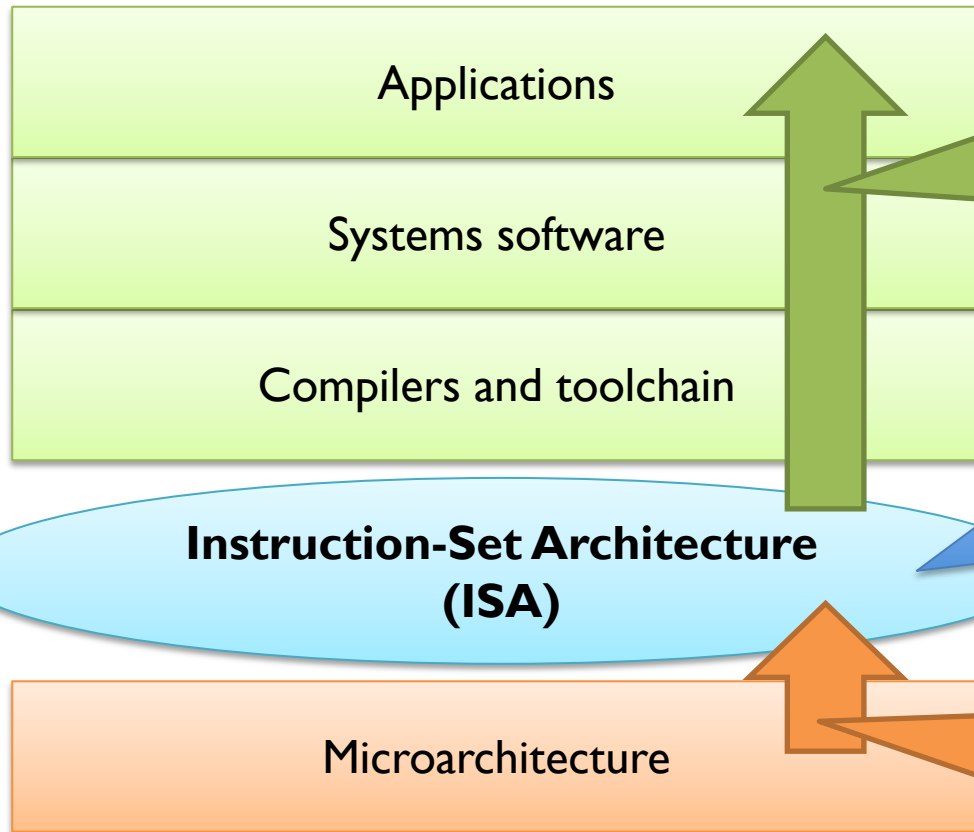 Applications
Systems software
Compilers and toolchain
Instruction-Set Architecture
(ISA)
Microarchitecture